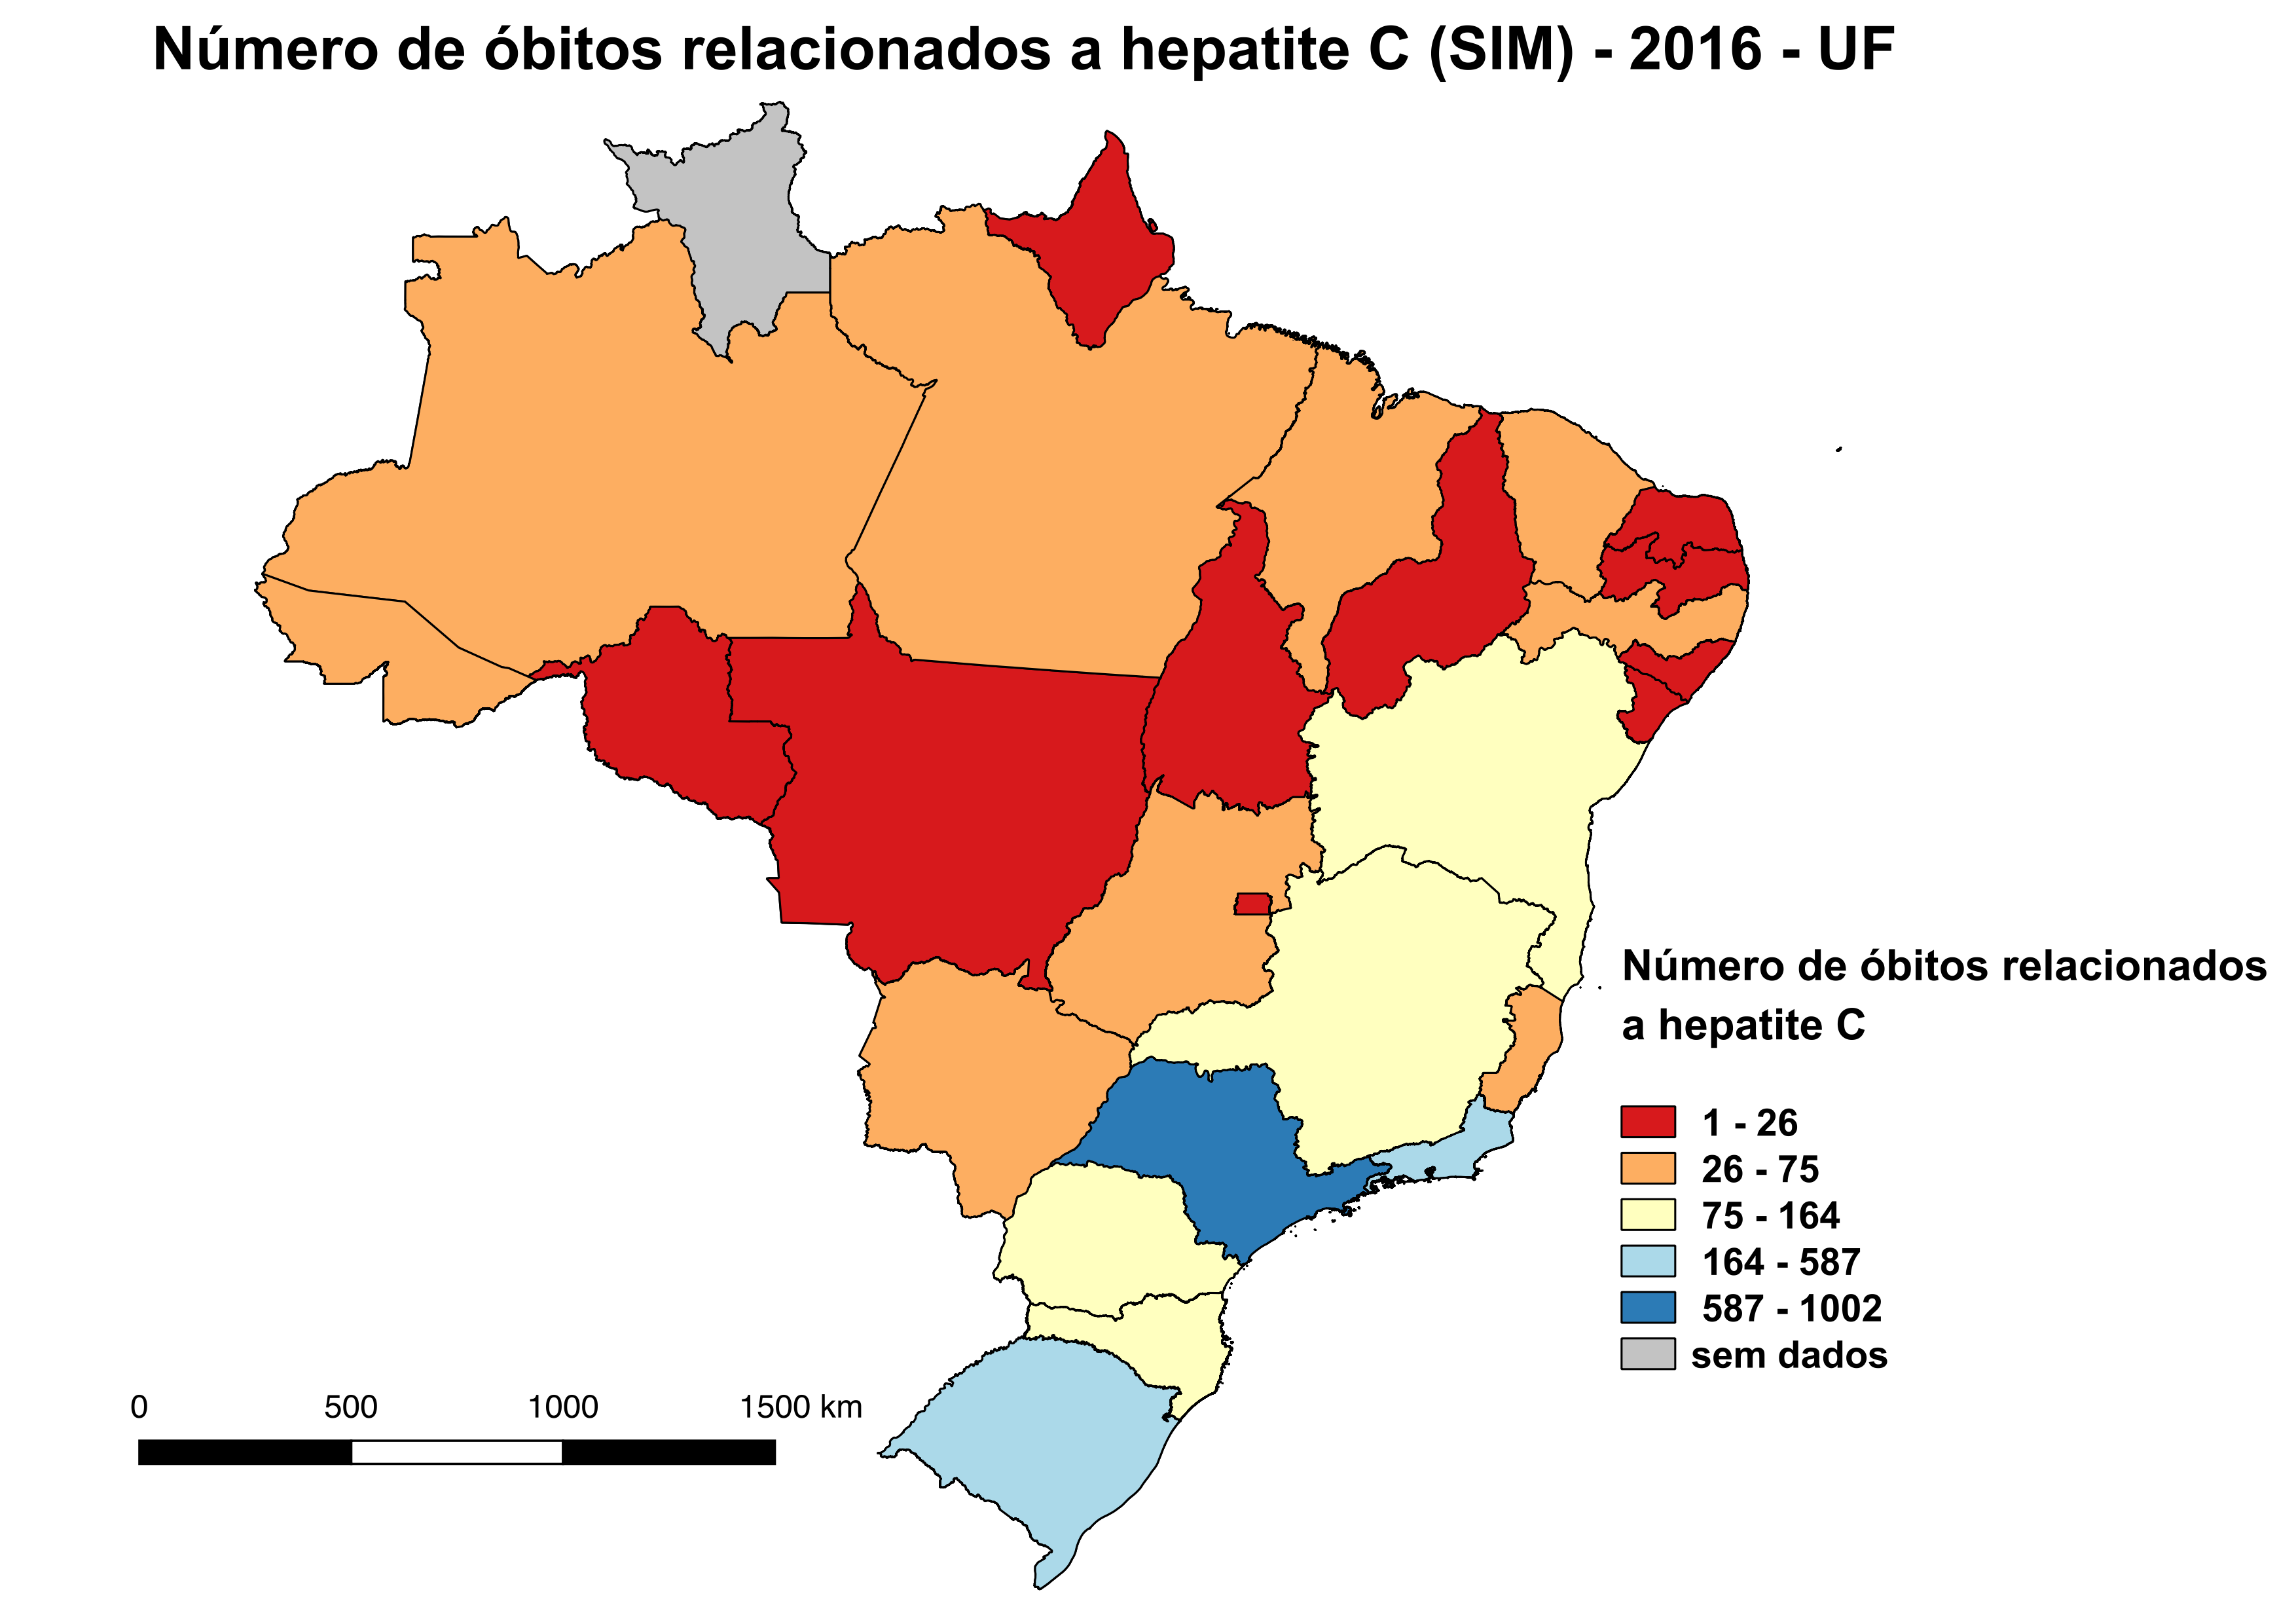 Número de óbitos relacionados a hepatite C (SIM) - 2016 - UF
Número de óbitos relacionados
a hepatite C
1 - 26
26 - 75
75 - 164
164 - 587
587 - 1002
sem dados
0 500 1000 1500 km